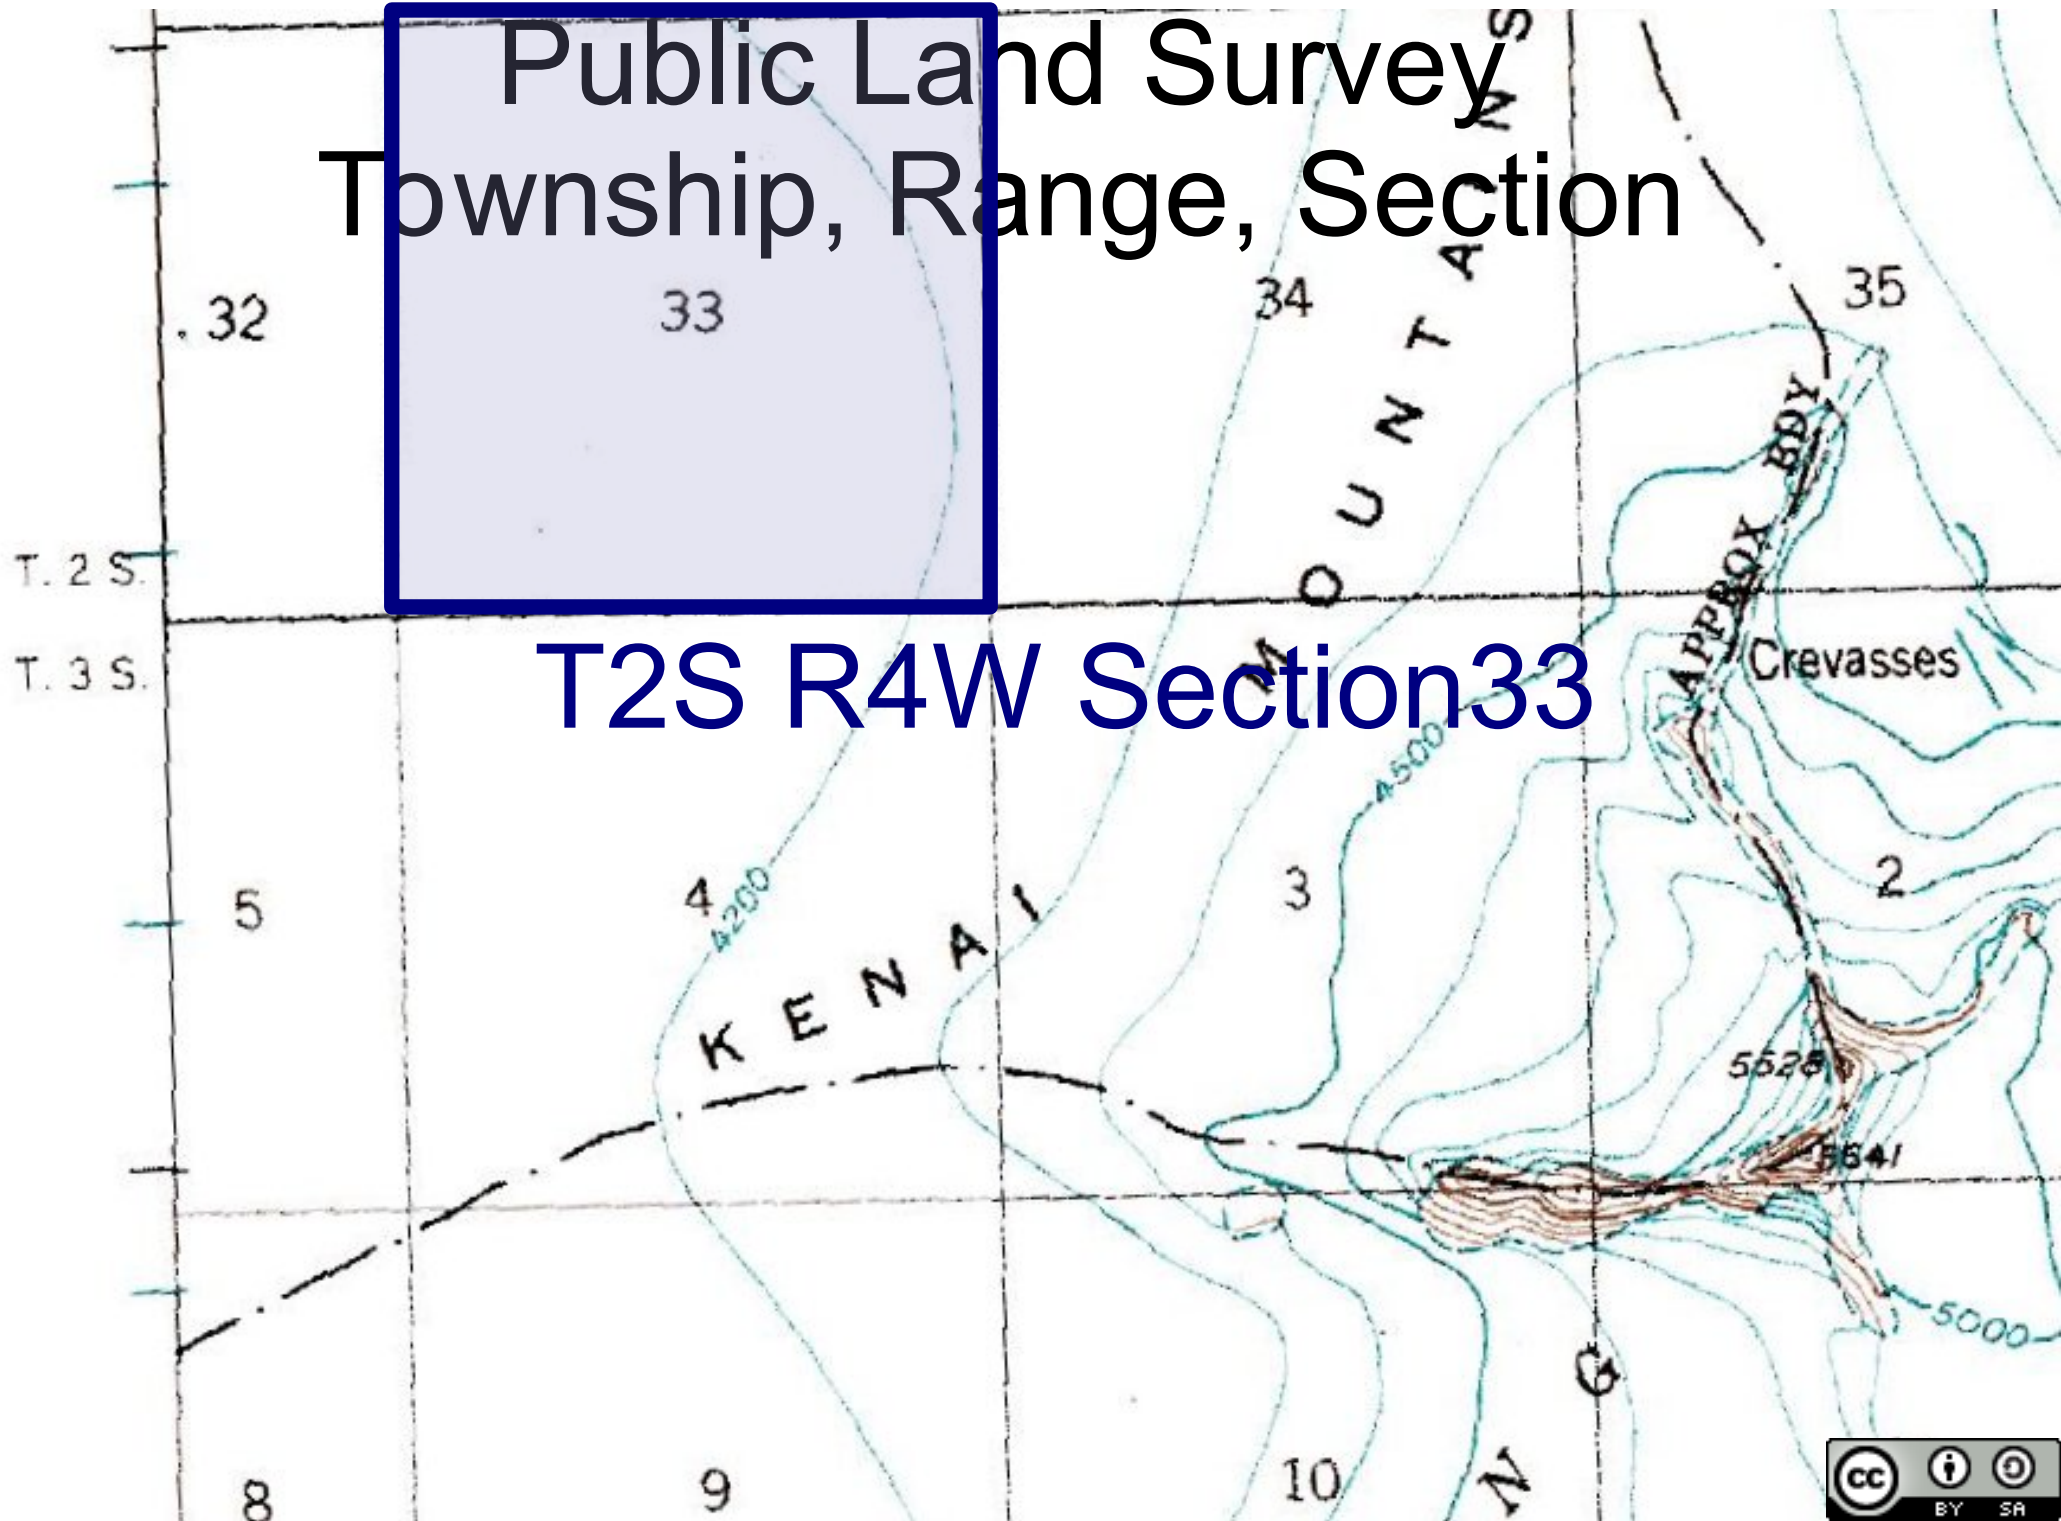 Public Land Survey
Township, Range, Section
32
33
34
35
MOUNTAINS
APPROX BDY
T. 2 S.
T. 3 S.
T2S R4W Section33
Crevasses
4500
5
4
4200
3
2
KENAI
5528
5641
5000
G
N
8
9
10
cc
BY SA